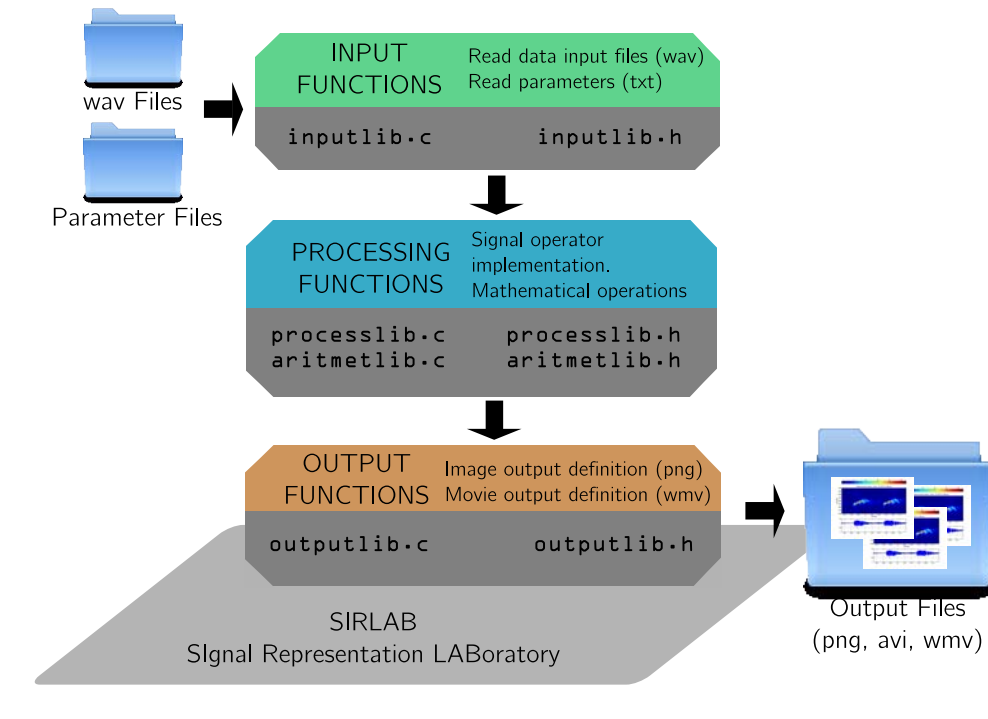 wav Files
Parameter Files
INPUT
FUNCTIONS
Read data input files (wav)
Read parameters (txt)
inputlib.c inputlib.h
PROCESSING
FUNCTIONS
Signal operator
implementation.
Mathematical operations
processlib.c processlib.h
aritmetlib.c aritmetlib.h
OUTPUT
FUNCTIONS
Image output definition (png)
Movie output definition (wmv)
outputlib.c outputlib.h
Output Files
(png, avi, wmv)
SIRLAB
SIgnal Representation LABoratory